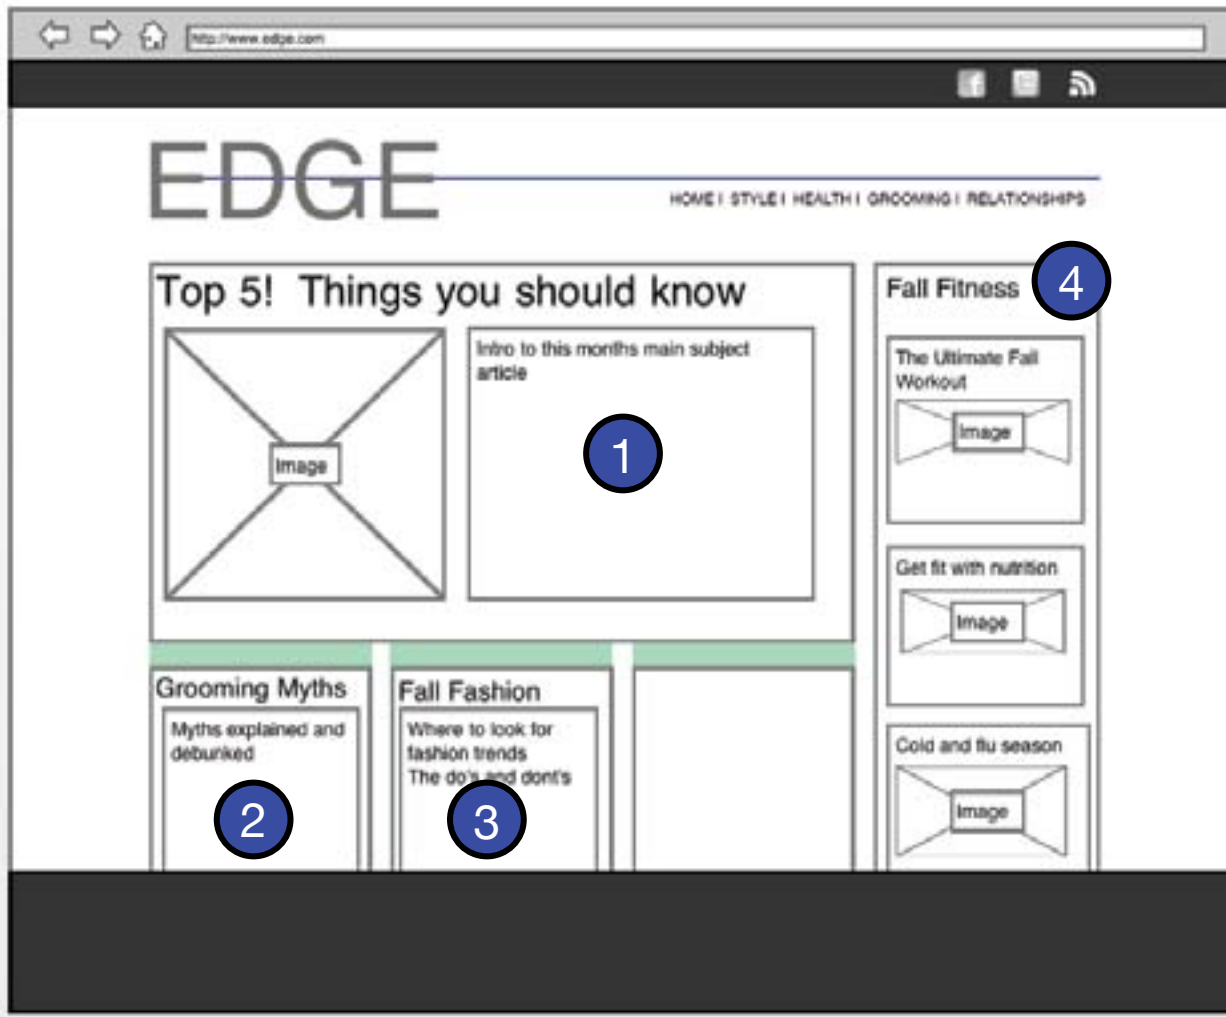 http://www.edge.com
EDGE
HOME | STYLE | HEALTH | GROOMING | RELATIONSHIPS
Top 5!  Things you should know
Image
Intro to this months main subject
article
1
Fall Fitness
4
The Ultimate Fall
Workout
Image
Get fit with nutrition
Image
Cold and flu season
Image
Grooming Myths
Myths explained and
debunked
2
Fall Fashion
Where to look for
fashion trends
The do's and dont's
3